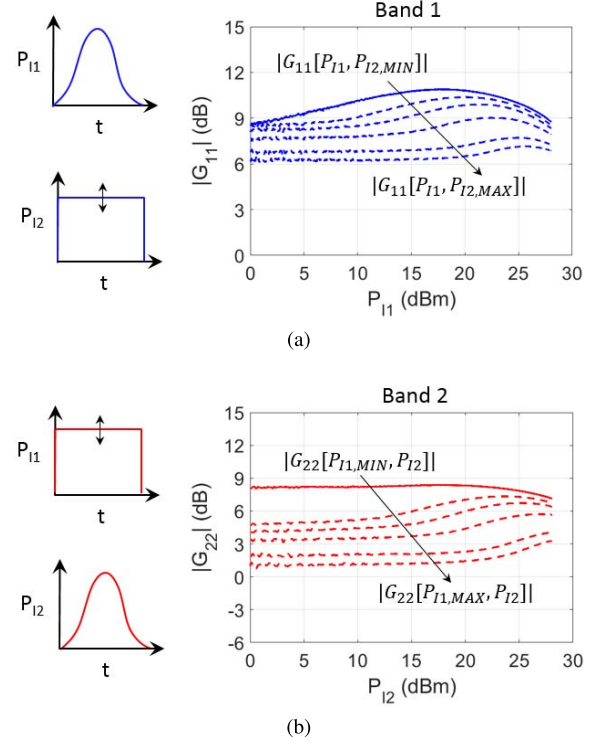 Band 1
P_I1
t
P_I2
t
|G_11| (dB)
15
12
9
6
3
0
|G_11[P_I1, P_I2,MIN]|
|G_11[P_I1, P_I2,MAX]|
0 5 10 15 20 25 30
P_I1 (dBm)
(a)
Band 2
P_I1
t
P_I2
t
|G_22| (dB)
15
12
9
6
3
0
-3
-6
|G_22[P_I1,MIN, P_I2]|
|G_22[P_I1,MAX, P_I2]|
0 5 10 15 20 25 30
P_I2 (dBm)
(b)